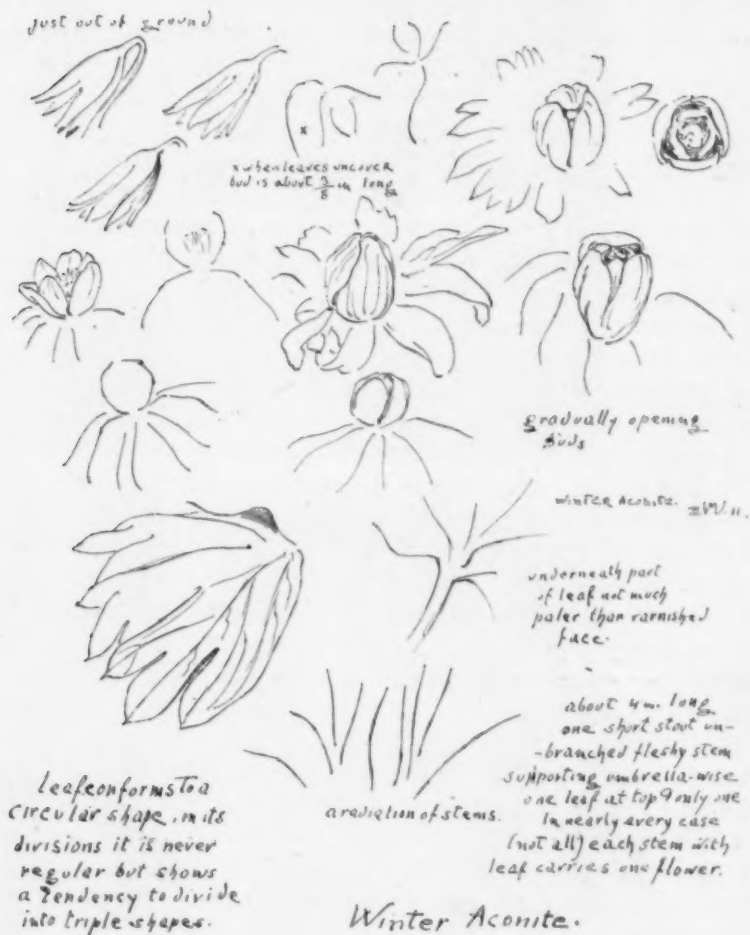 just out of ground
x when leaves uncover
bud is about 3/8 in long
x
gradually opening
buds
Winter Aconite.
underneath part
of leaf not much
paler than varnished
face.
about 4 in. long
one short stout un-
-branched fleshy stem
supporting umbrella-wise
one leaf at top & only one
In nearly every case
(not all) each stem with
leaf carries one flower.
a radiation of stems.
Leaf conforms to a
circular shape. in its
divisions it is never
regular but shows
a tendency to divide
into triple shapes.
Winter Aconite.